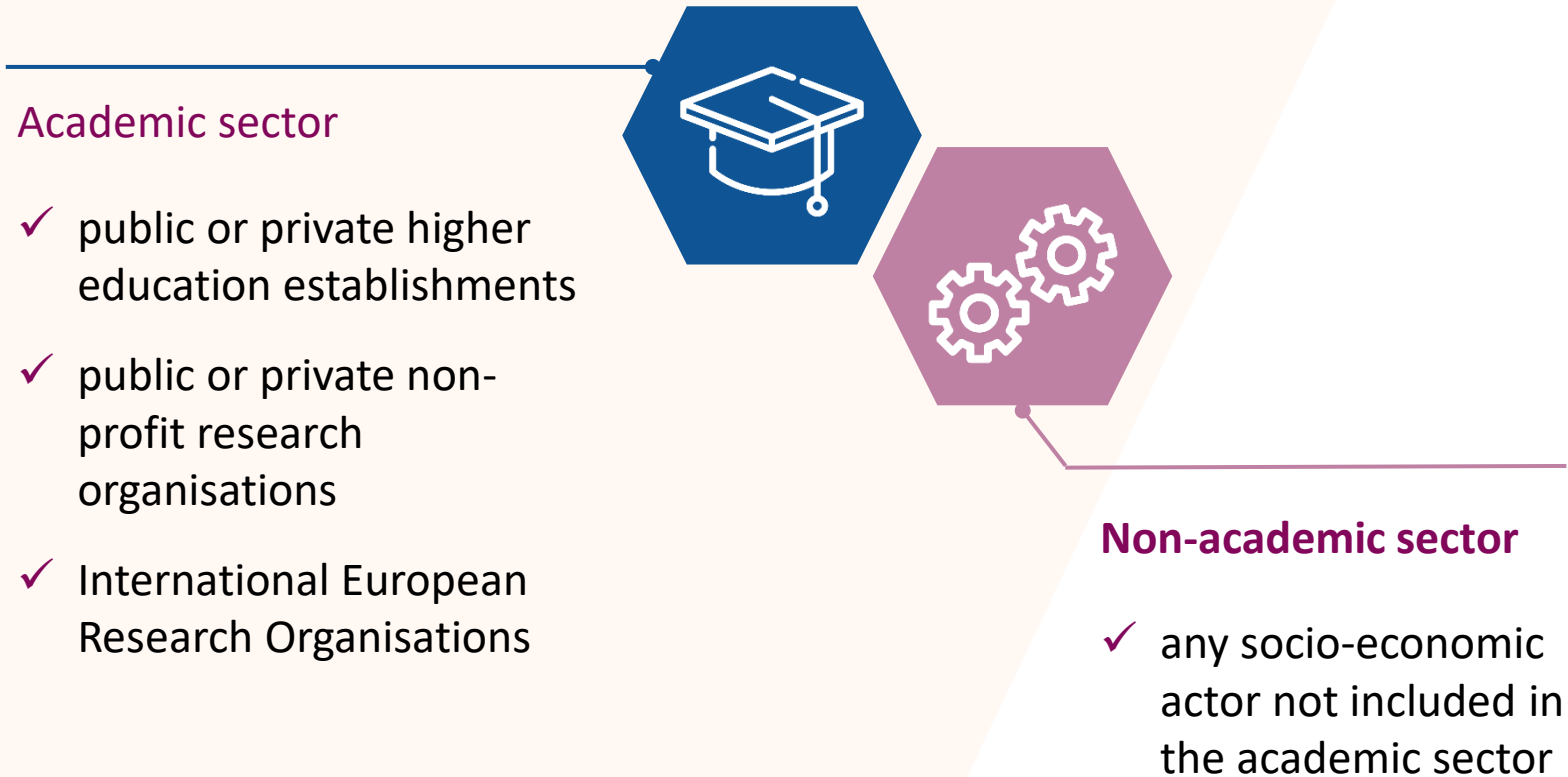 Academic sector
✓ public or private higher
education establishments
✓ public or private non-
profit research
organisations
✓ International European
Research Organisations
Non-academic sector
✓ any socio-economic
actor not included in
the academic sector